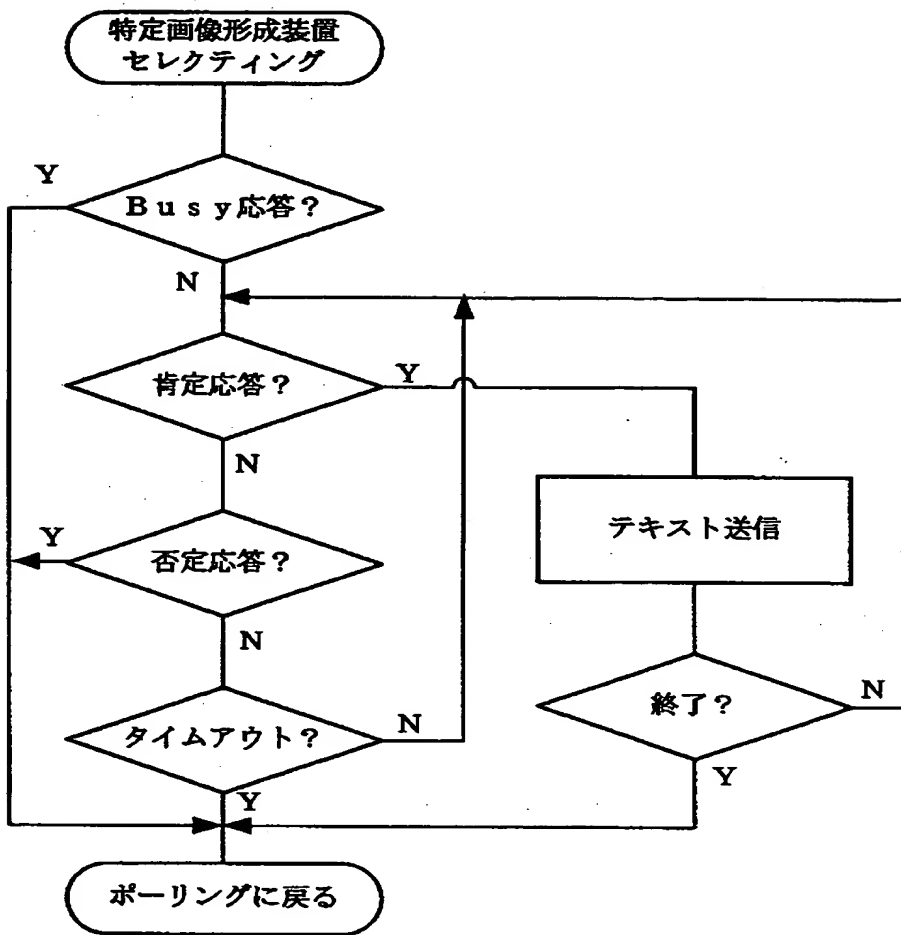 特定画像形成装置
セレクティング
Y
Ｂｕｓｙ応答？
N
肯定応答？
Y
N
テキスト送信
Y
否定応答？
N
終了？
N
タイムアウト？
N
Y
Y
ポーリングに戻る